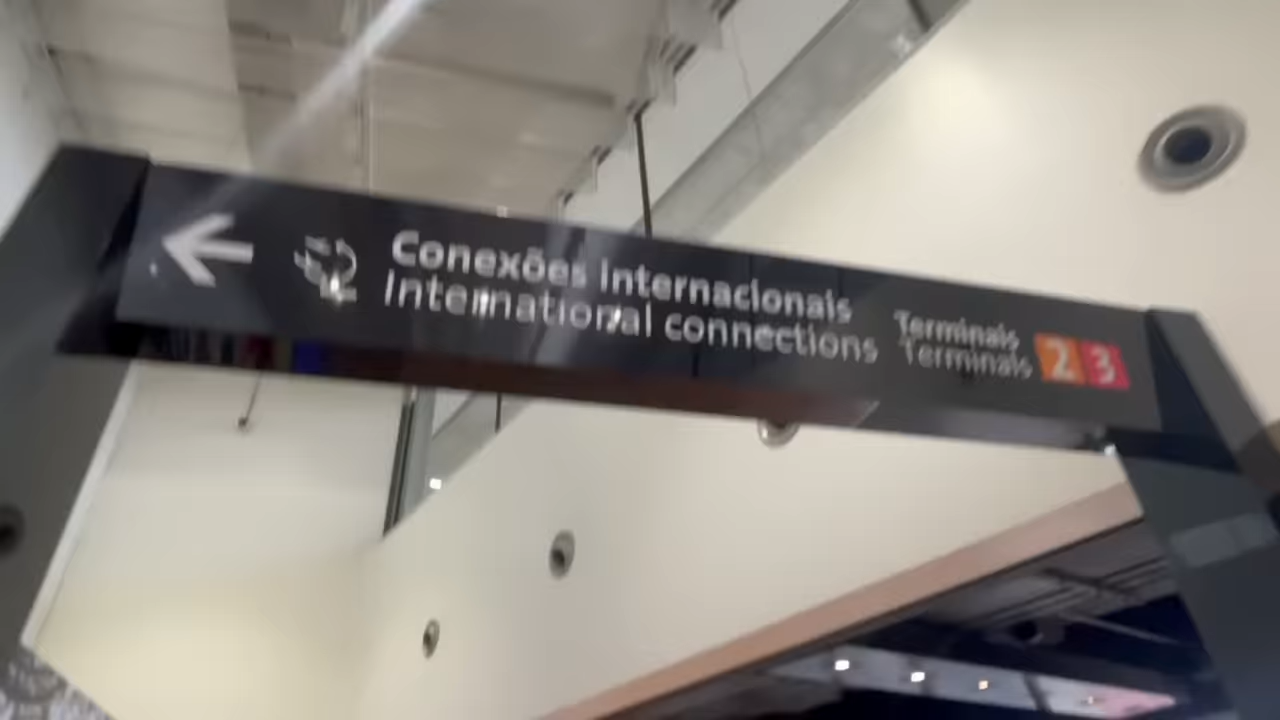 Conexões Internacionais
International connections
Terminais
Terminals
2 3